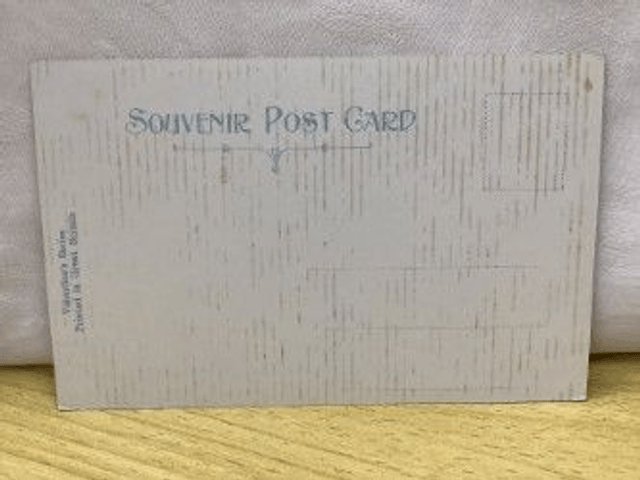 SOUVENIR POST CARD
Valentine's Series
Printed in Great Britain